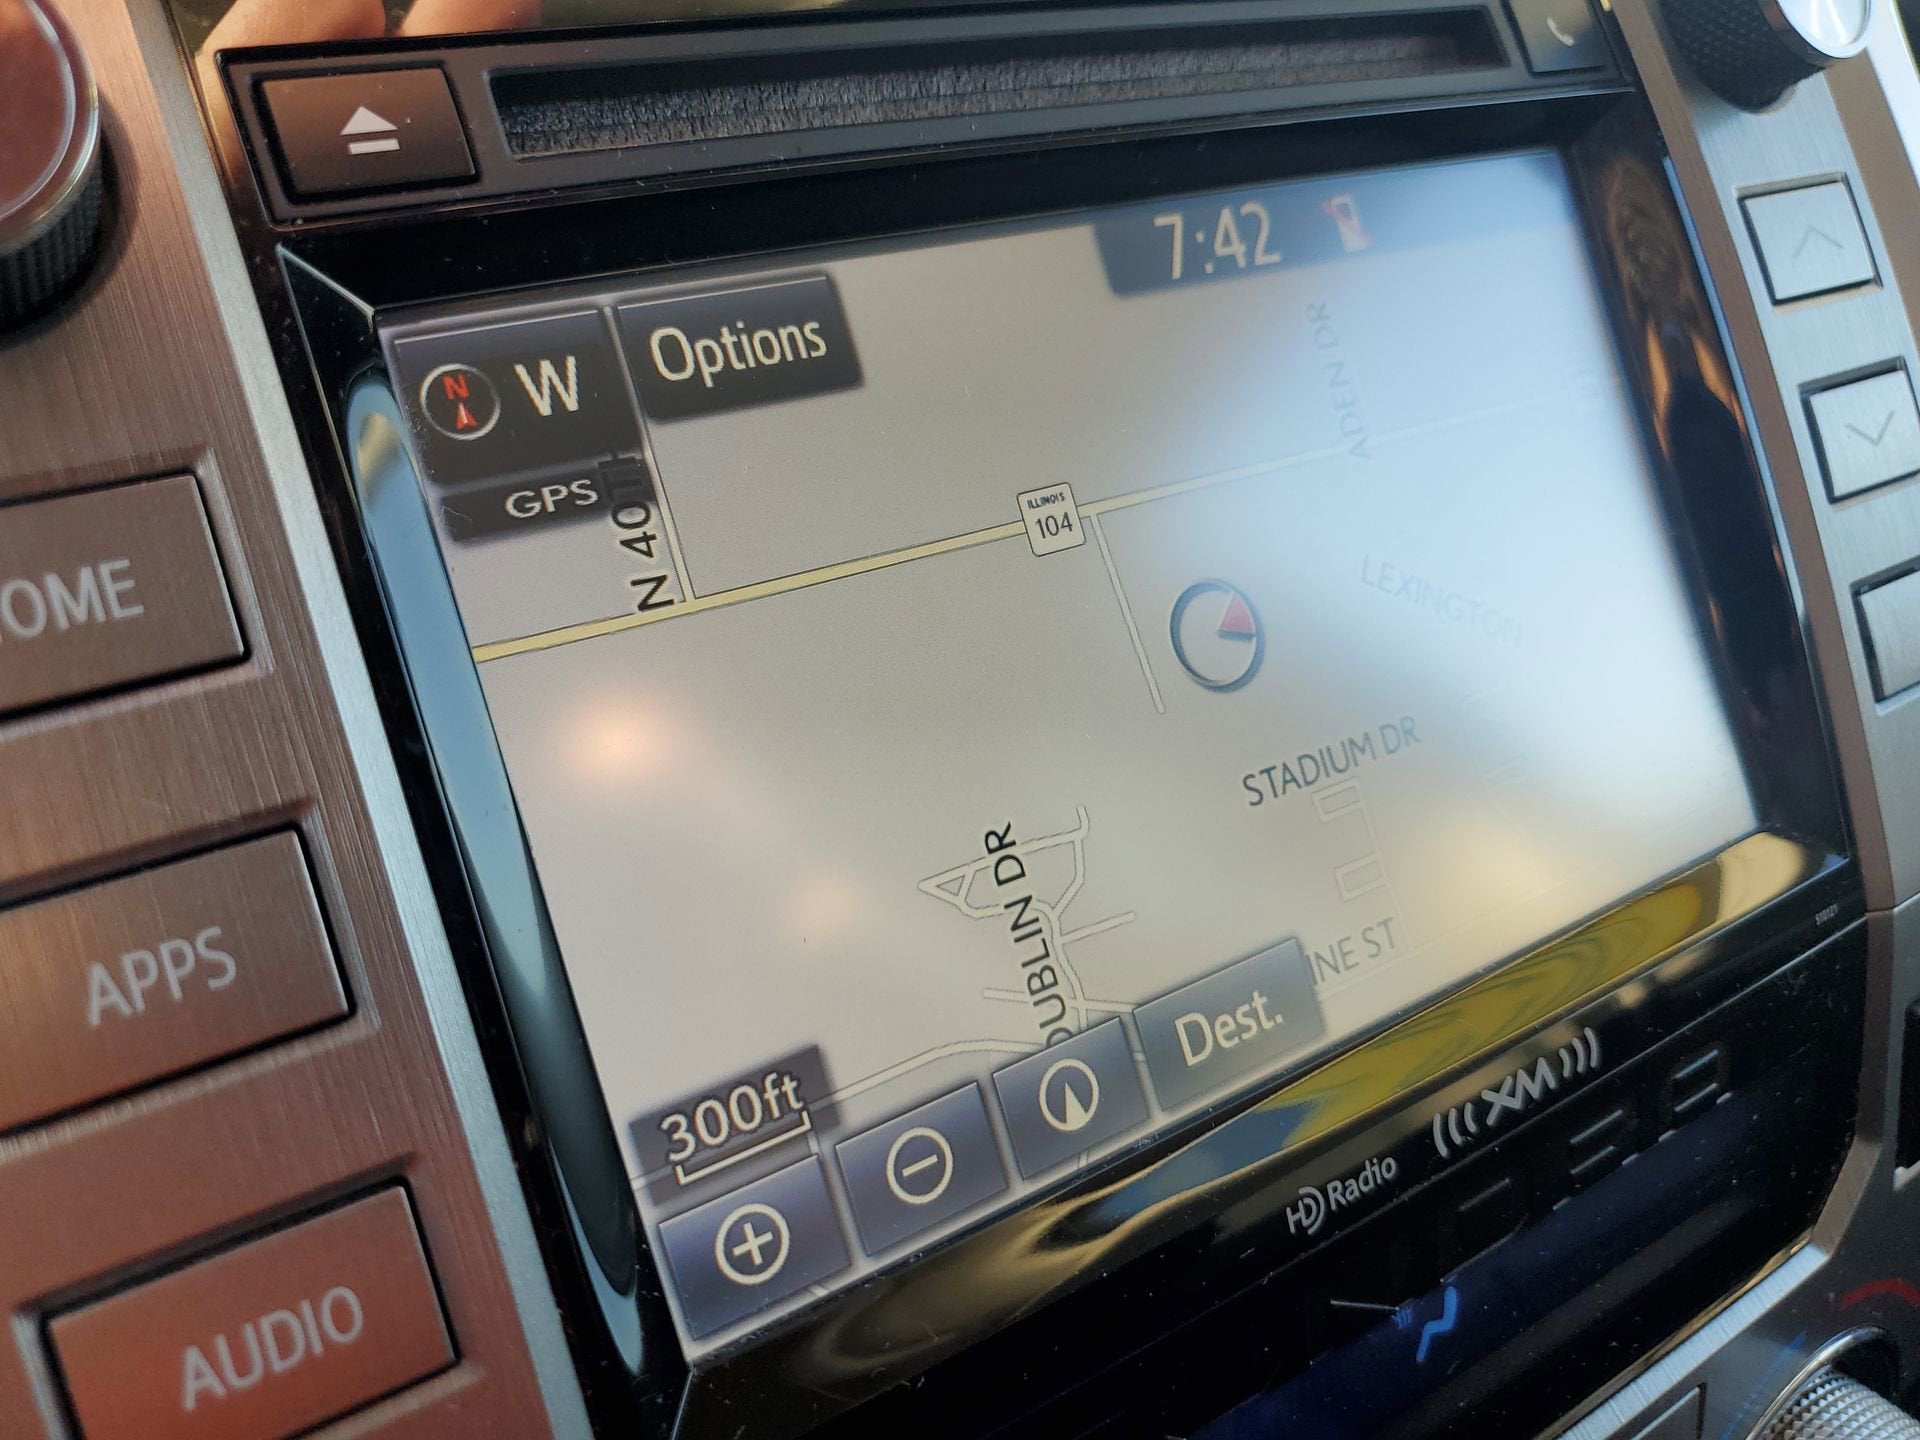 7:42
N
W
Options
GPS
N 40TH
ILLINOIS
104
ADEN DR
LEXINGTON
STADIUM DR
DUBLIN DR
INE ST
Dest.
300ft
OME
APPS
AUDIO
HD Radio
XM